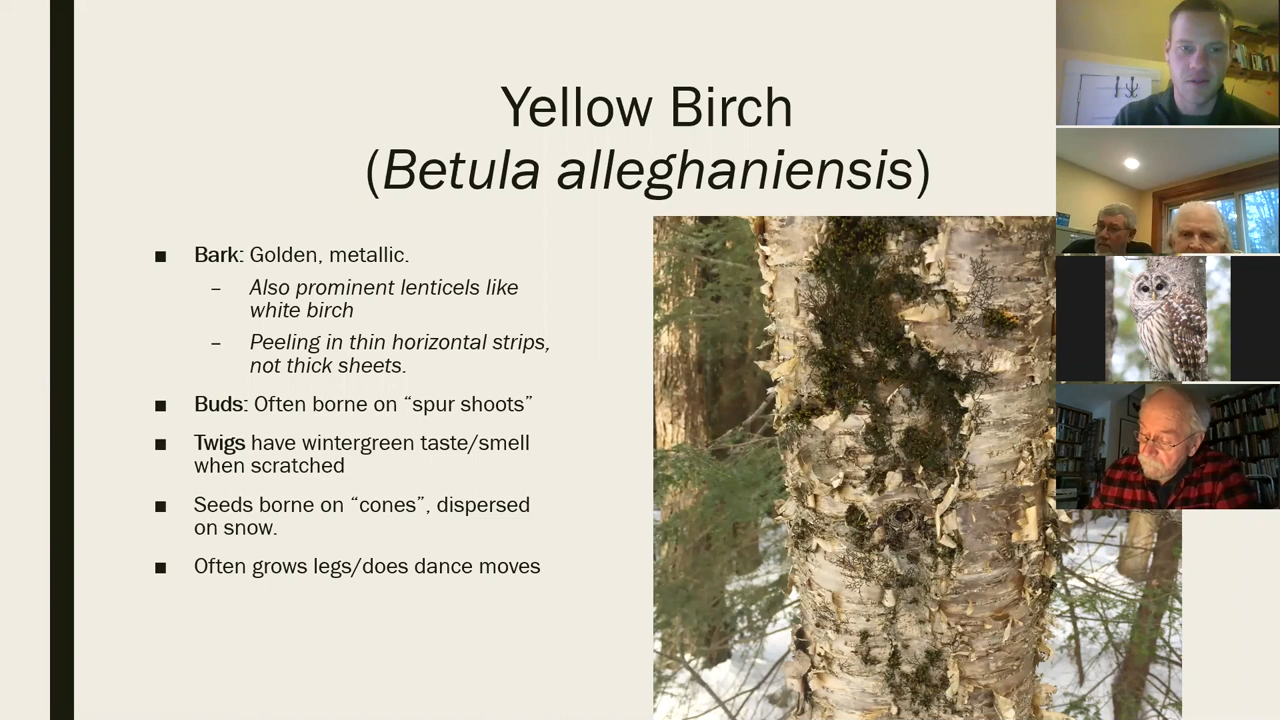 Yellow Birch
(Betula alleghaniensis)
■ Bark: Golden, metallic.
– Also prominent lenticels like
white birch
– Peeling in thin horizontal strips,
not thick sheets.
■ Buds: Often borne on “spur shoots”
■ Twigs have wintergreen taste/smell
when scratched
■ Seeds borne on “cones”, dispersed
on snow.
■ Often grows legs/does dance moves